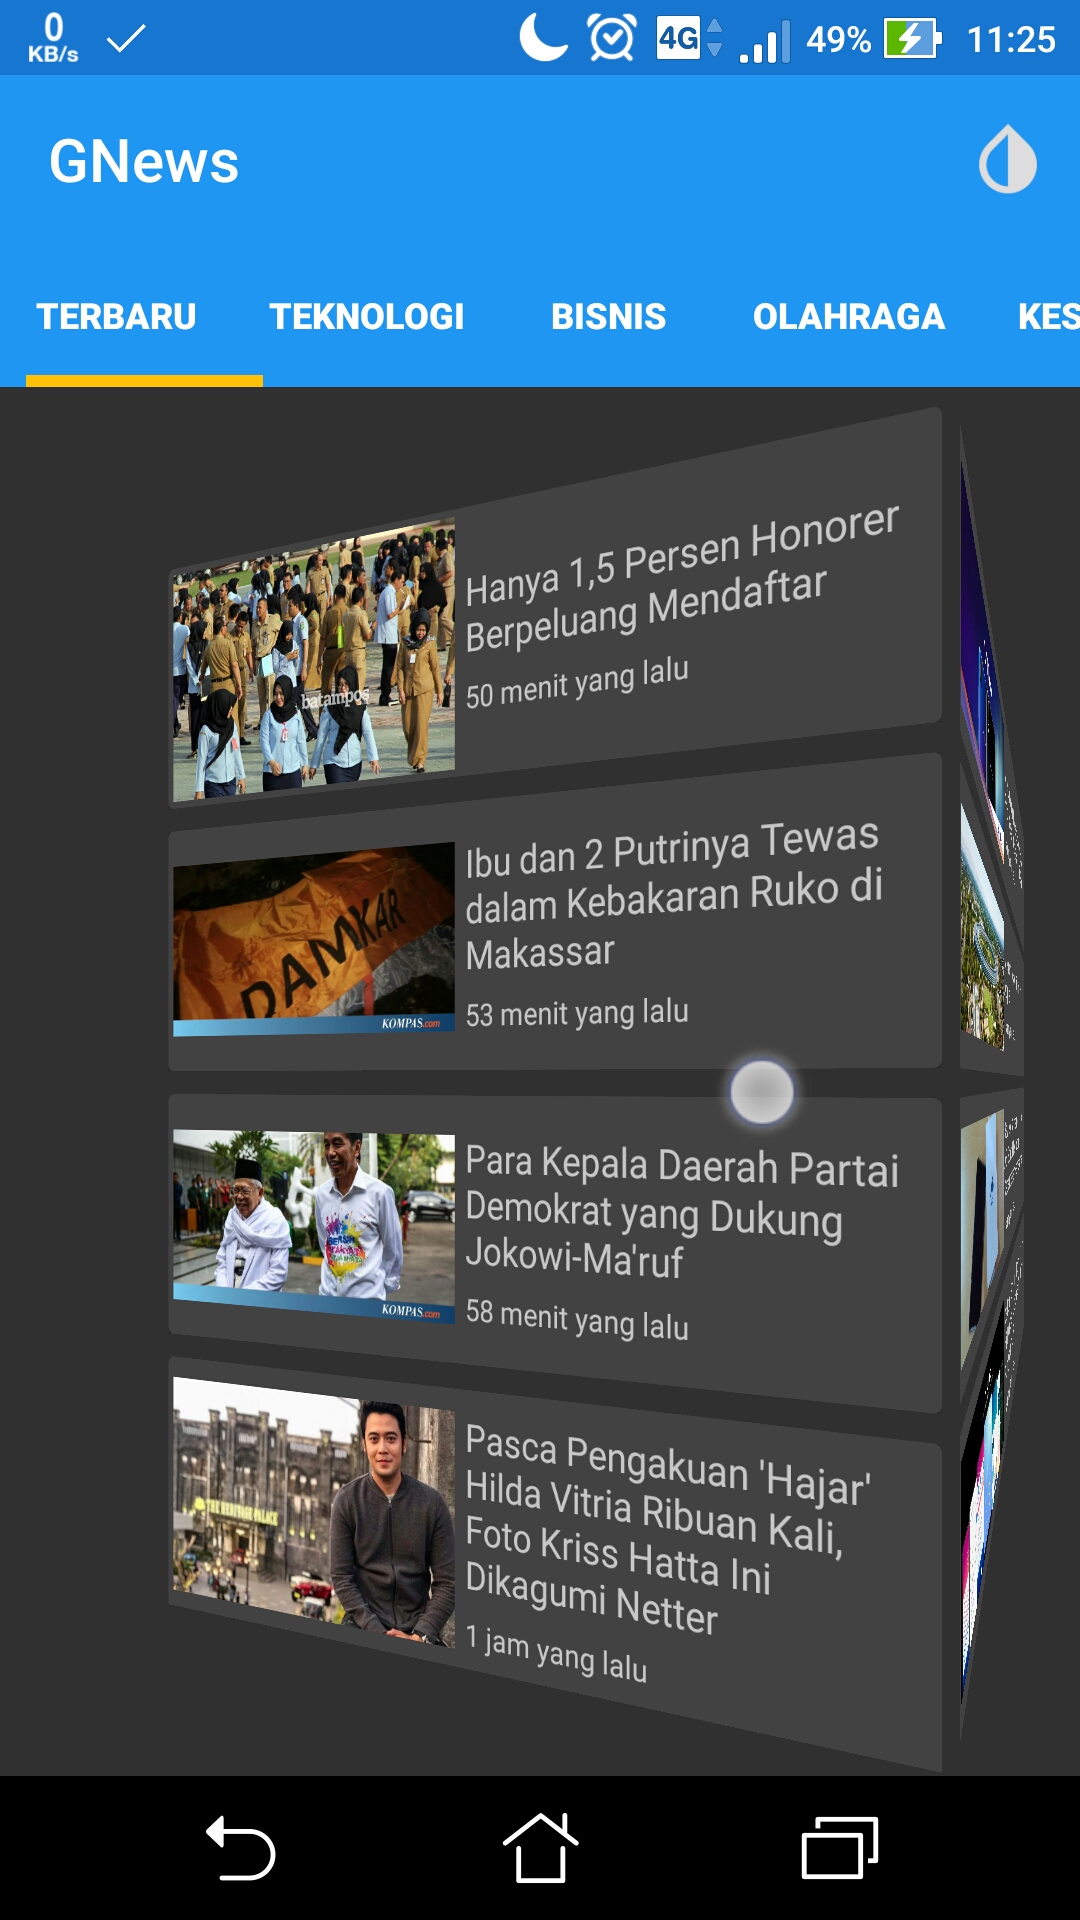 0
KB/s
4G
49%
11:25
GNews
TERBARU
TEKNOLOGI
BISNIS
OLAHRAGA
KES
Hanya 1,5 Persen Honorer
Berpeluang Mendaftar
50 menit yang lalu
batampos
Ibu dan 2 Putrinya Tewas
dalam Kebakaran Ruko di
Makassar
53 menit yang lalu
DAMKAR
KOMPAS.com
Para Kepala Daerah Partai
Demokrat yang Dukung
Jokowi-Ma'ruf
58 menit yang lalu
KOMPAS.com
Pasca Pengakuan 'Hajar'
Hilda Vitria Ribuan Kali,
Foto Kriss Hatta Ini
Dikagumi Netter
1 jam yang lalu
THE HERITAGE PALACE